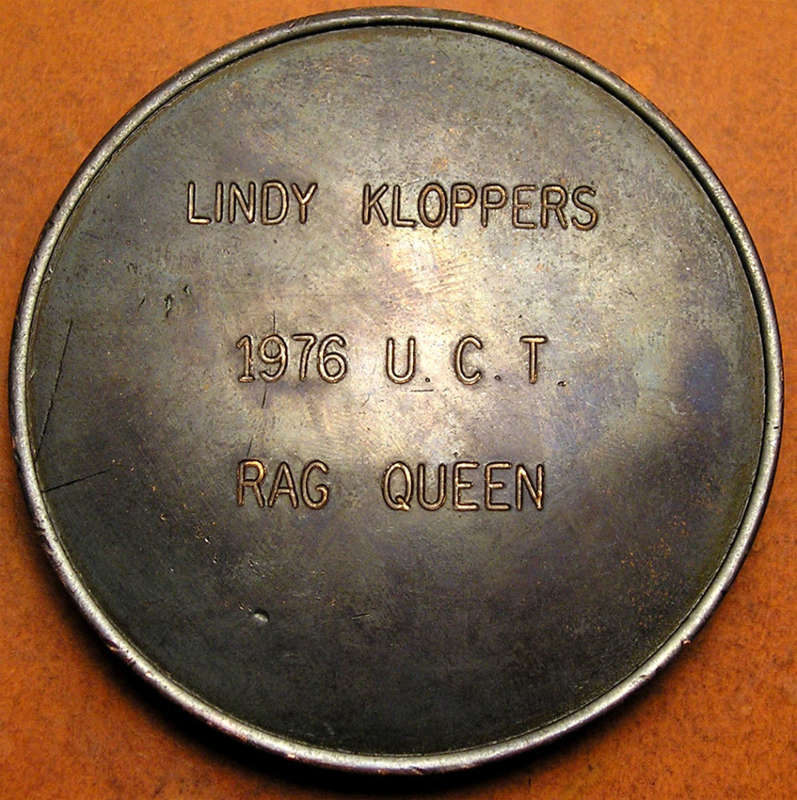 LINDY KLOPPERS
1976 U.C.T.
RAG QUEEN